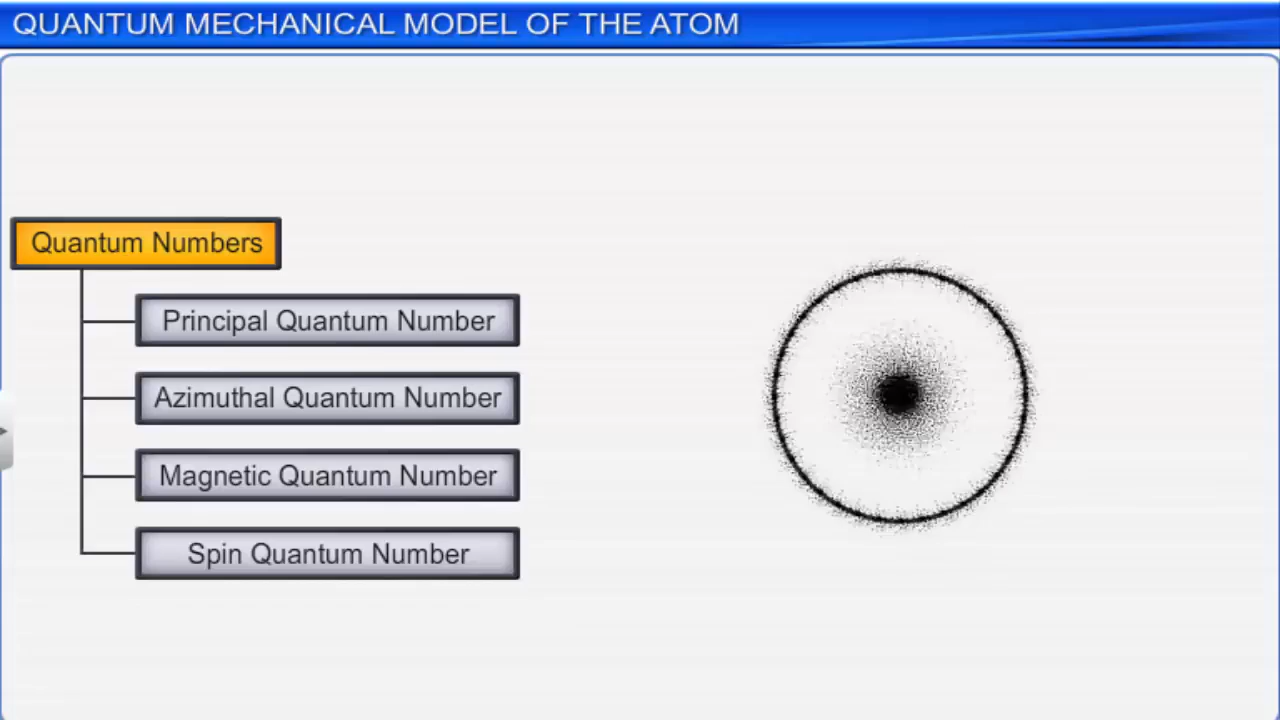 QUANTUM MECHANICAL MODEL OF THE ATOM
Quantum Numbers
Principal Quantum Number
Azimuthal Quantum Number
Magnetic Quantum Number
Spin Quantum Number